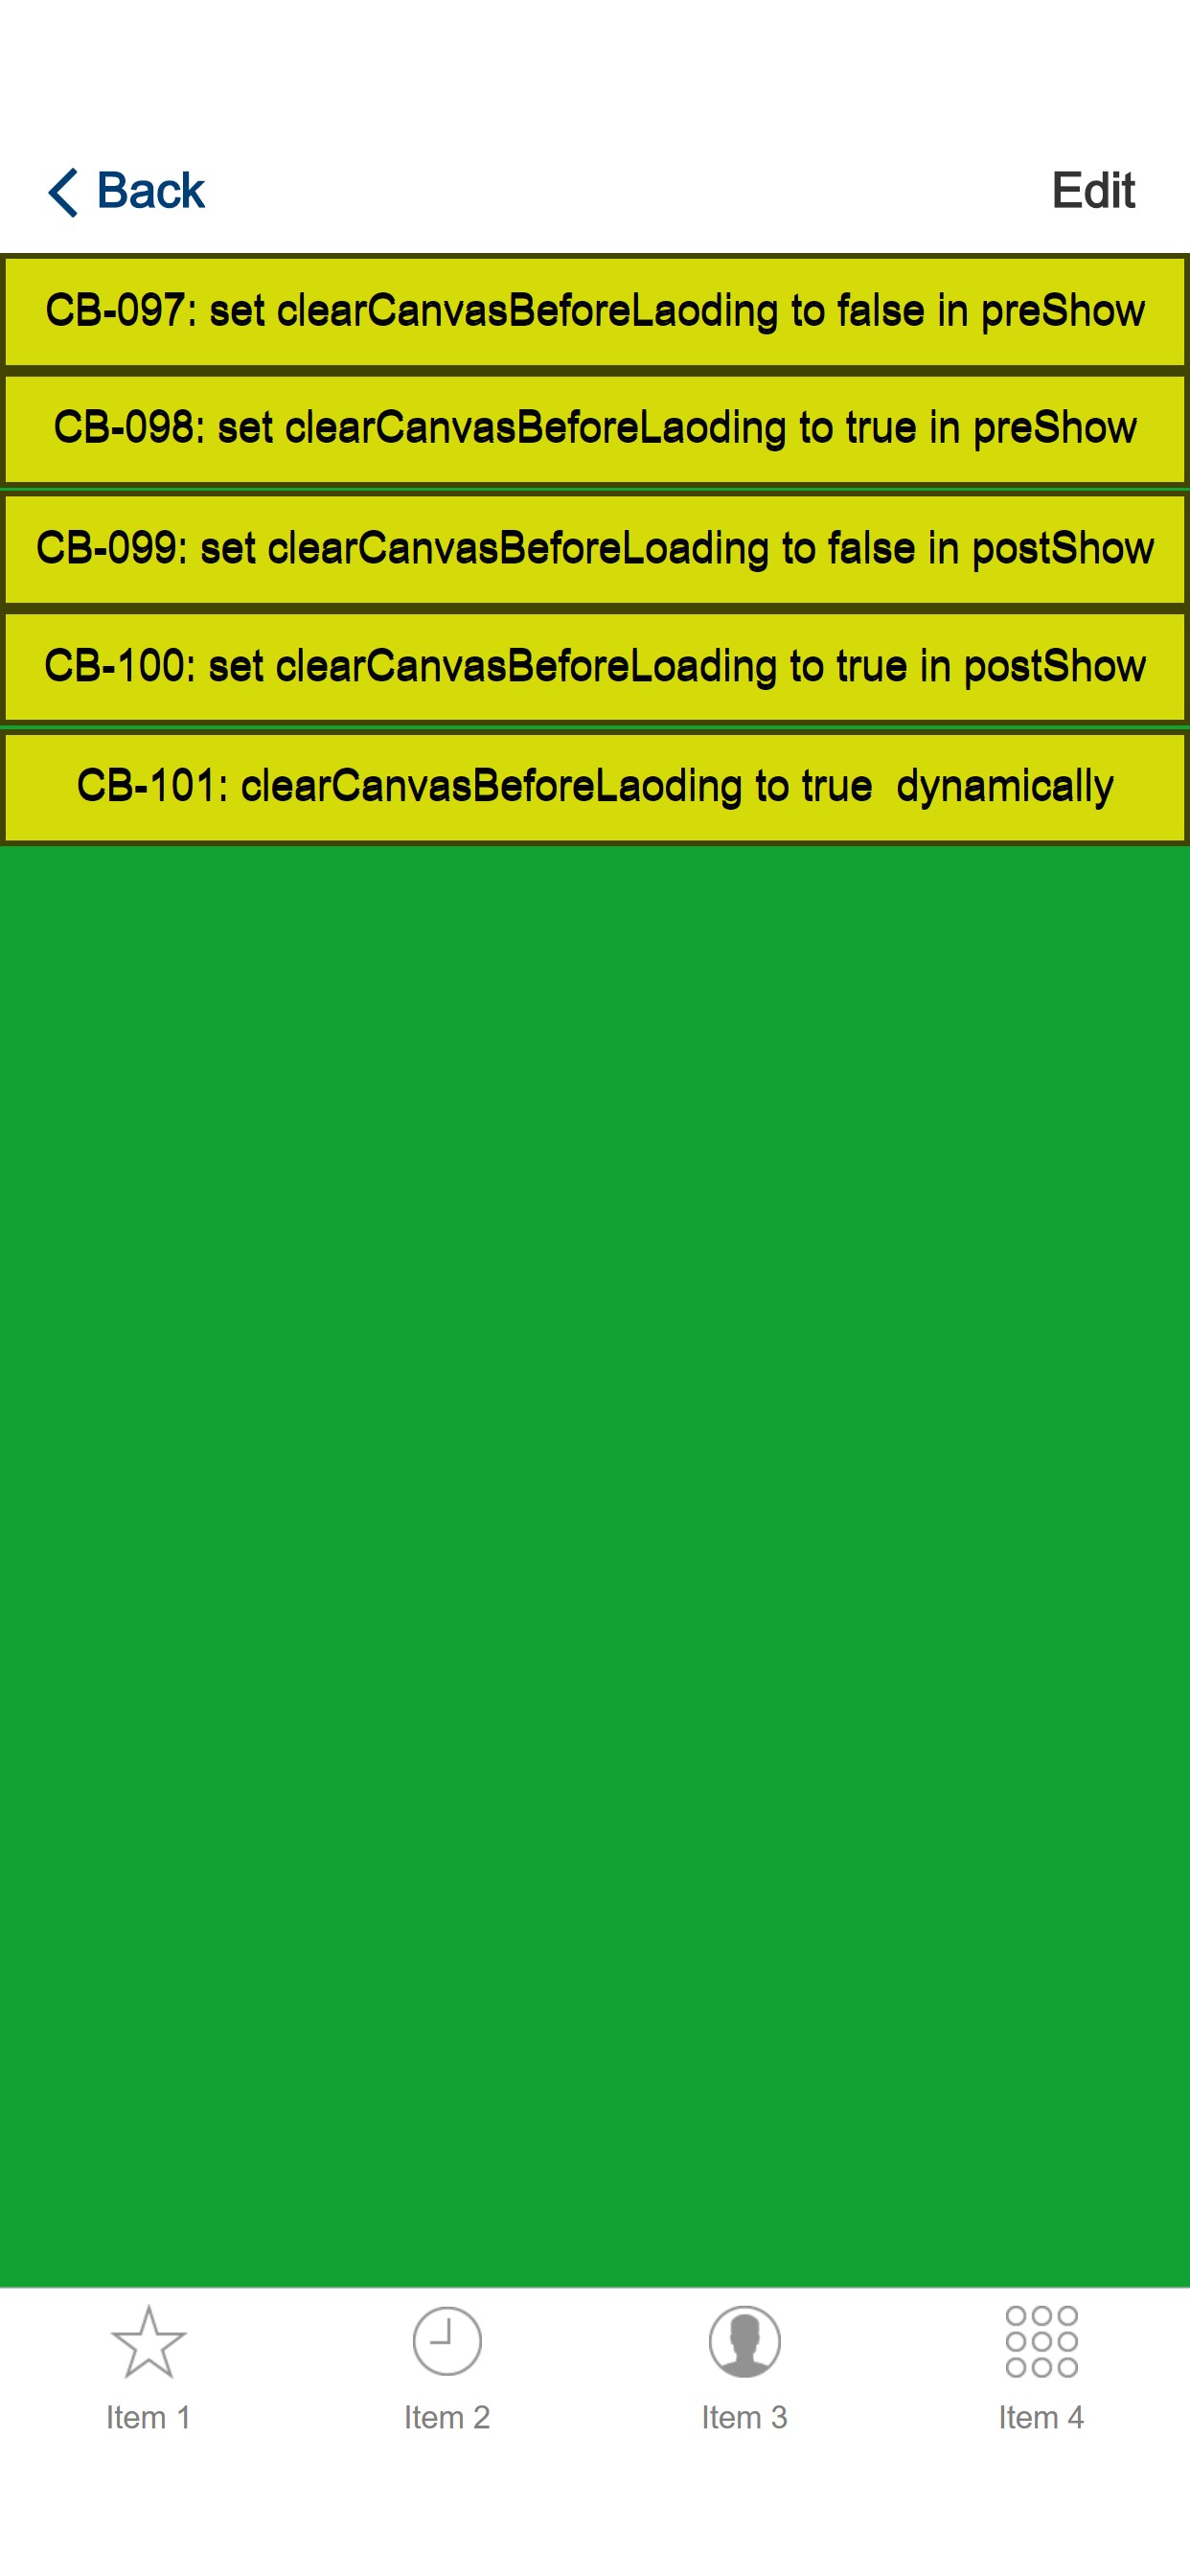 Back
Edit
CB-097: set clearCanvasBeforeLaoding to false in preShow
CB-098: set clearCanvasBeforeLaoding to true in preShow
CB-099: set clearCanvasBeforeLoading to false in postShow
CB-100: set clearCanvasBeforeLoading to true in postShow
CB-101: clearCanvasBeforeLaoding to true  dynamically
Item 1
Item 2
Item 3
Item 4